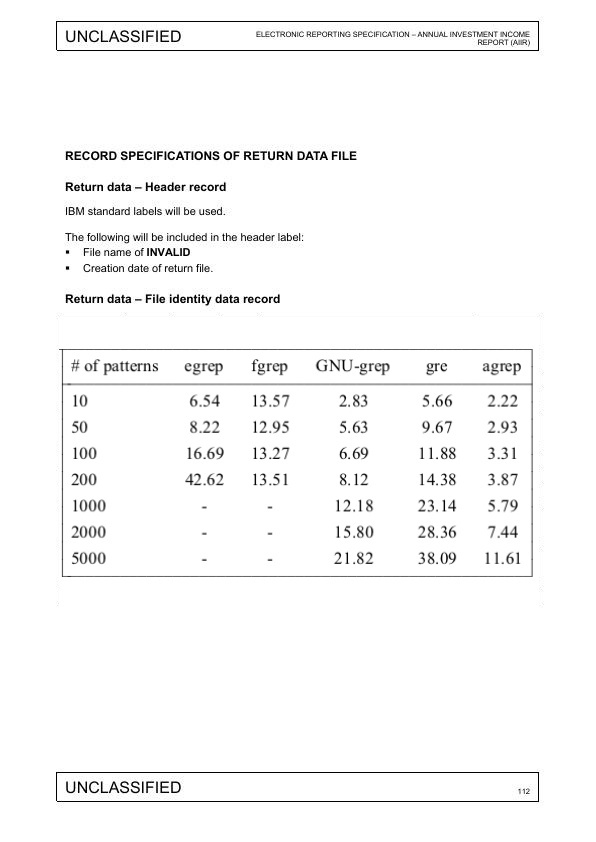 UNCLASSIFIED
ELECTRONIC REPORTING SPECIFICATION – ANNUAL INVESTMENT INCOME
REPORT (AIIR)
RECORD SPECIFICATIONS OF RETURN DATA FILE
Return data – Header record
IBM standard labels will be used.
The following will be included in the header label:
▪ File name of INVALID
▪ Creation date of return file.
Return data – File identity data record
# of patterns egrep fgrep GNU-grep gre agrep
10 6.54 13.57 2.83 5.66 2.22
50 8.22 12.95 5.63 9.67 2.93
100 16.69 13.27 6.69 11.88 3.31
200 42.62 13.51 8.12 14.38 3.87
1000 - - 12.18 23.14 5.79
2000 - - 15.80 28.36 7.44
5000 - - 21.82 38.09 11.61
UNCLASSIFIED
112